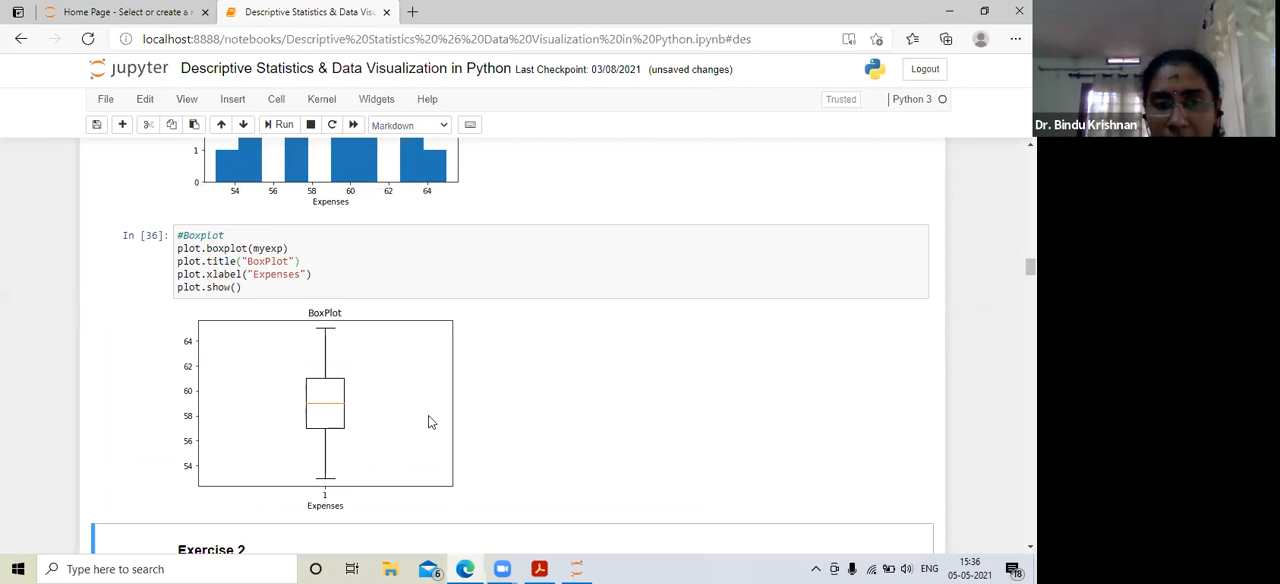 Home Page - Select or create a n
Descriptive Statistics & Data Vis
localhost:8888/notebooks/Descriptive%20Statistics%20%26%20Data%20Visualization%20in%20Python.ipynb#des
jupyter Descriptive Statistics & Data Visualization in Python Last Checkpoint: 03/08/2021 (unsaved changes) Logout
File Edit View Insert Cell Kernel Widgets Help Trusted Python 3
Run Markdown
Dr. Bindu Krishnan
1
0
54 56 58 60 62 64
Expenses
In [36]:
#Boxplot
plot.boxplot(myexp)
plot.title("BoxPlot")
plot.xlabel("Expenses")
plot.show()
BoxPlot
64
62
60
58
56
54
1
Expenses
Exercise 2
Type here to search
6
ENG
15:36
05-05-2021
18